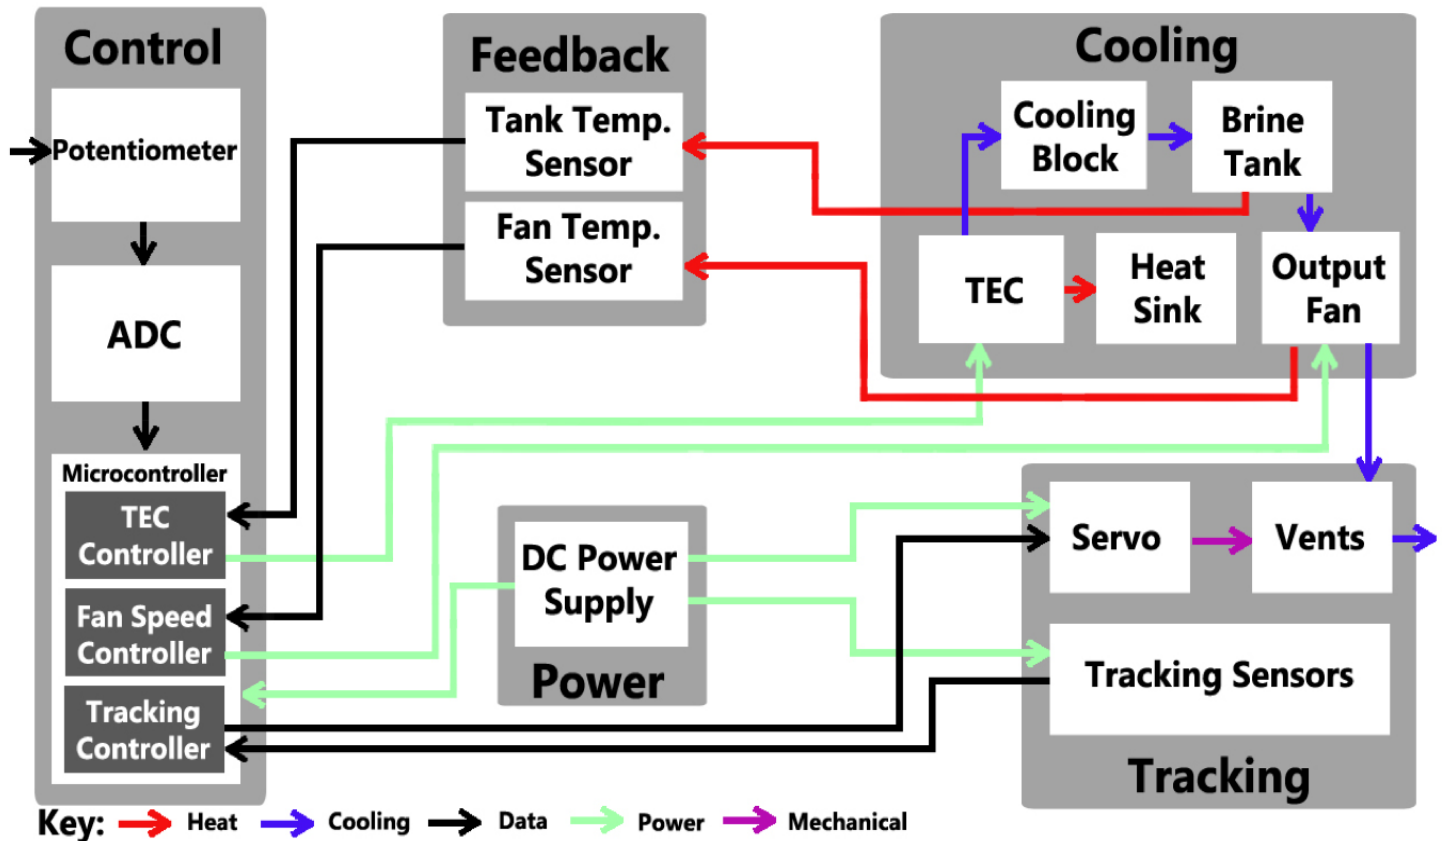 Control
Potentiometer
ADC
Microcontroller
TEC
Controller
Fan Speed
Controller
Tracking
Controller
Feedback
Tank Temp.
Sensor
Fan Temp.
Sensor
Cooling
Cooling
Block
Brine
Tank
TEC
Heat
Sink
Output
Fan
DC Power
Supply
Power
Servo
Vents
Tracking Sensors
Tracking
Key:
Heat
Cooling
Data
Power
Mechanical